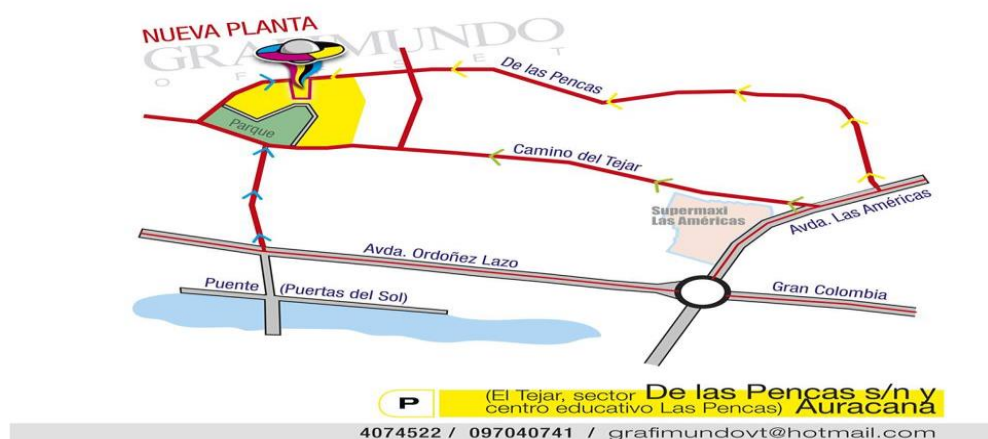 NUEVA PLANTA
GRAFIMUNDO
OFFSET
De las Pencas
Parque
Camino del Tejar
Supermaxi
Las Américas
Avda. Las Américas
Avda. Ordoñez Lazo
Puente (Puertas del Sol)
Gran Colombia
P
(El Tejar, sector De las Pencas s/n y
centro educativo Las Pencas) Auracana
4074522 / 097040741 / grafimundovt@hotmail.com